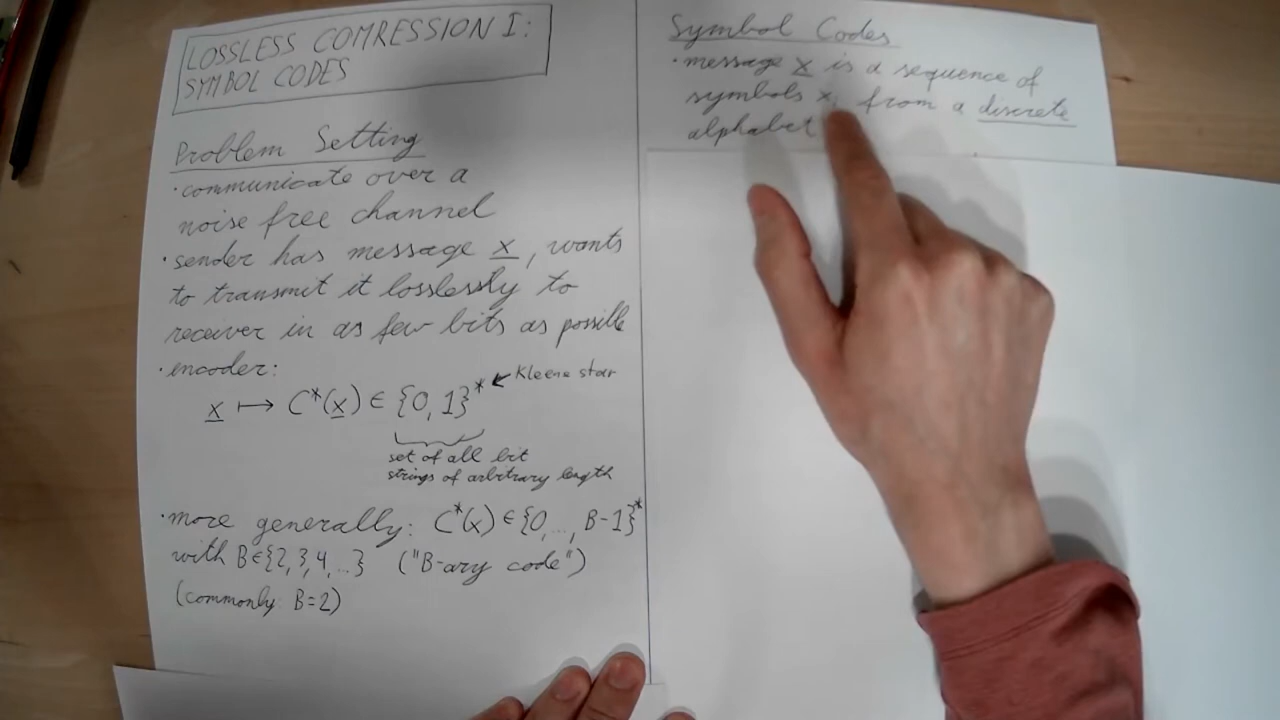 LOSSLESS COMRESSION I:
SYMBOL CODES
Problem Setting
· communicate over a
noise free channel
· sender has message x, wants
to transmit it losslessly to
receiver in as few bits as possible
· encoder:
x ↦ C*(x) ∈ {0, 1}* ← Kleene star
set of all bit
strings of arbitrary length
· more generally: C*(x) ∈ {0, ..., B-1}*
with B∈{2,3,4,...} ("B-ary code")
(commonly B=2)
Symbol Codes
· message x is a sequence of
symbols x from a discrete
alphabet